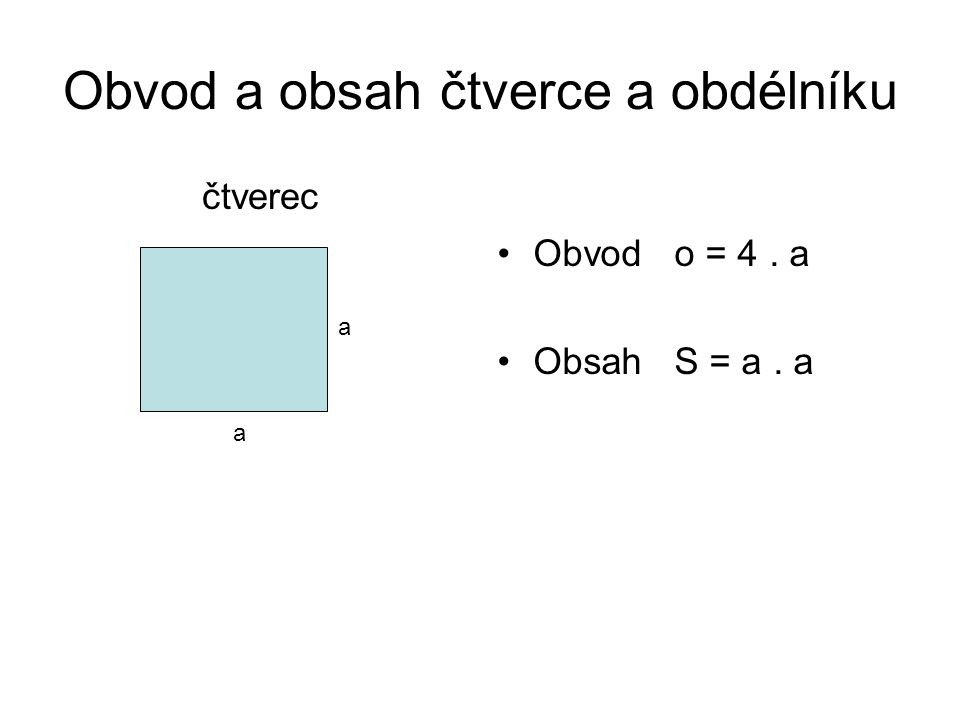 Obvod a obsah čtverce a obdélníku
čtverec
a
a
• Obvod o = 4 . a
• Obsah S = a . a